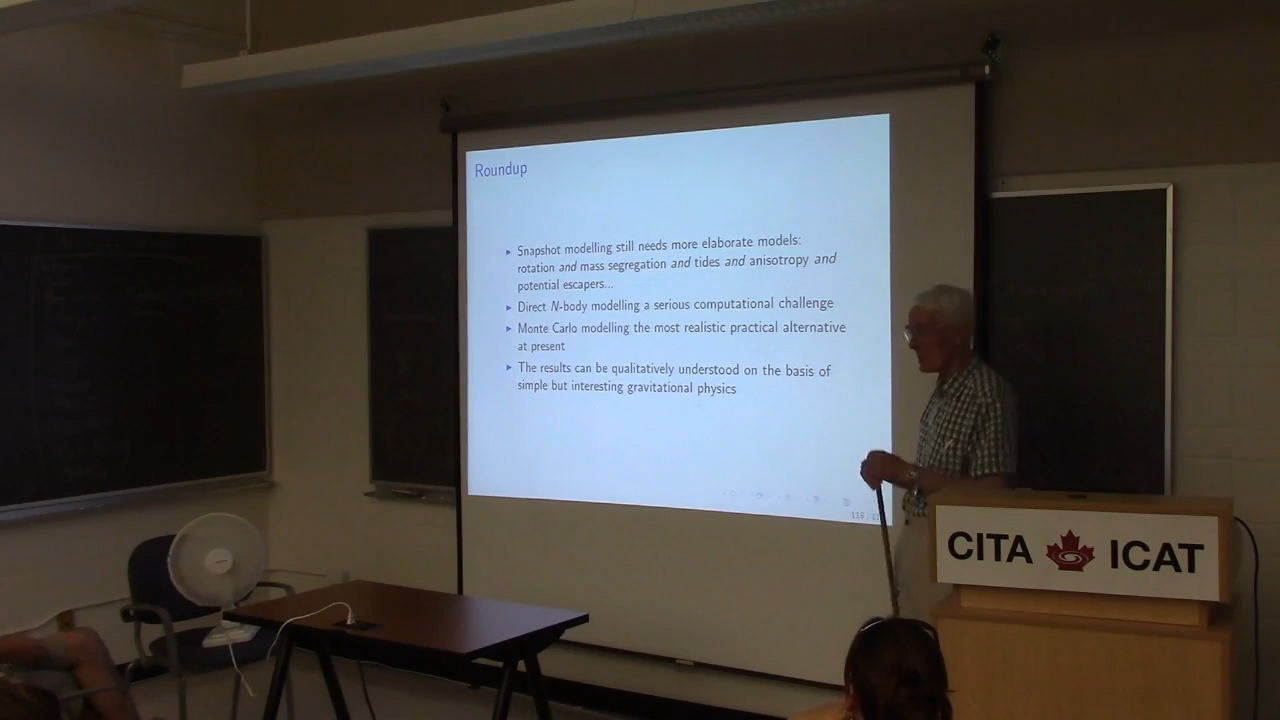 Roundup
▸ Snapshot modelling still needs more elaborate models:
rotation and mass segregation and tides and anisotropy and
potential escapers...
▸ Direct N-body modelling a serious computational challenge
▸ Monte Carlo modelling the most realistic practical alternative
at present
▸ The results can be qualitatively understood on the basis of
simple but interesting gravitational physics
CITA ICAT